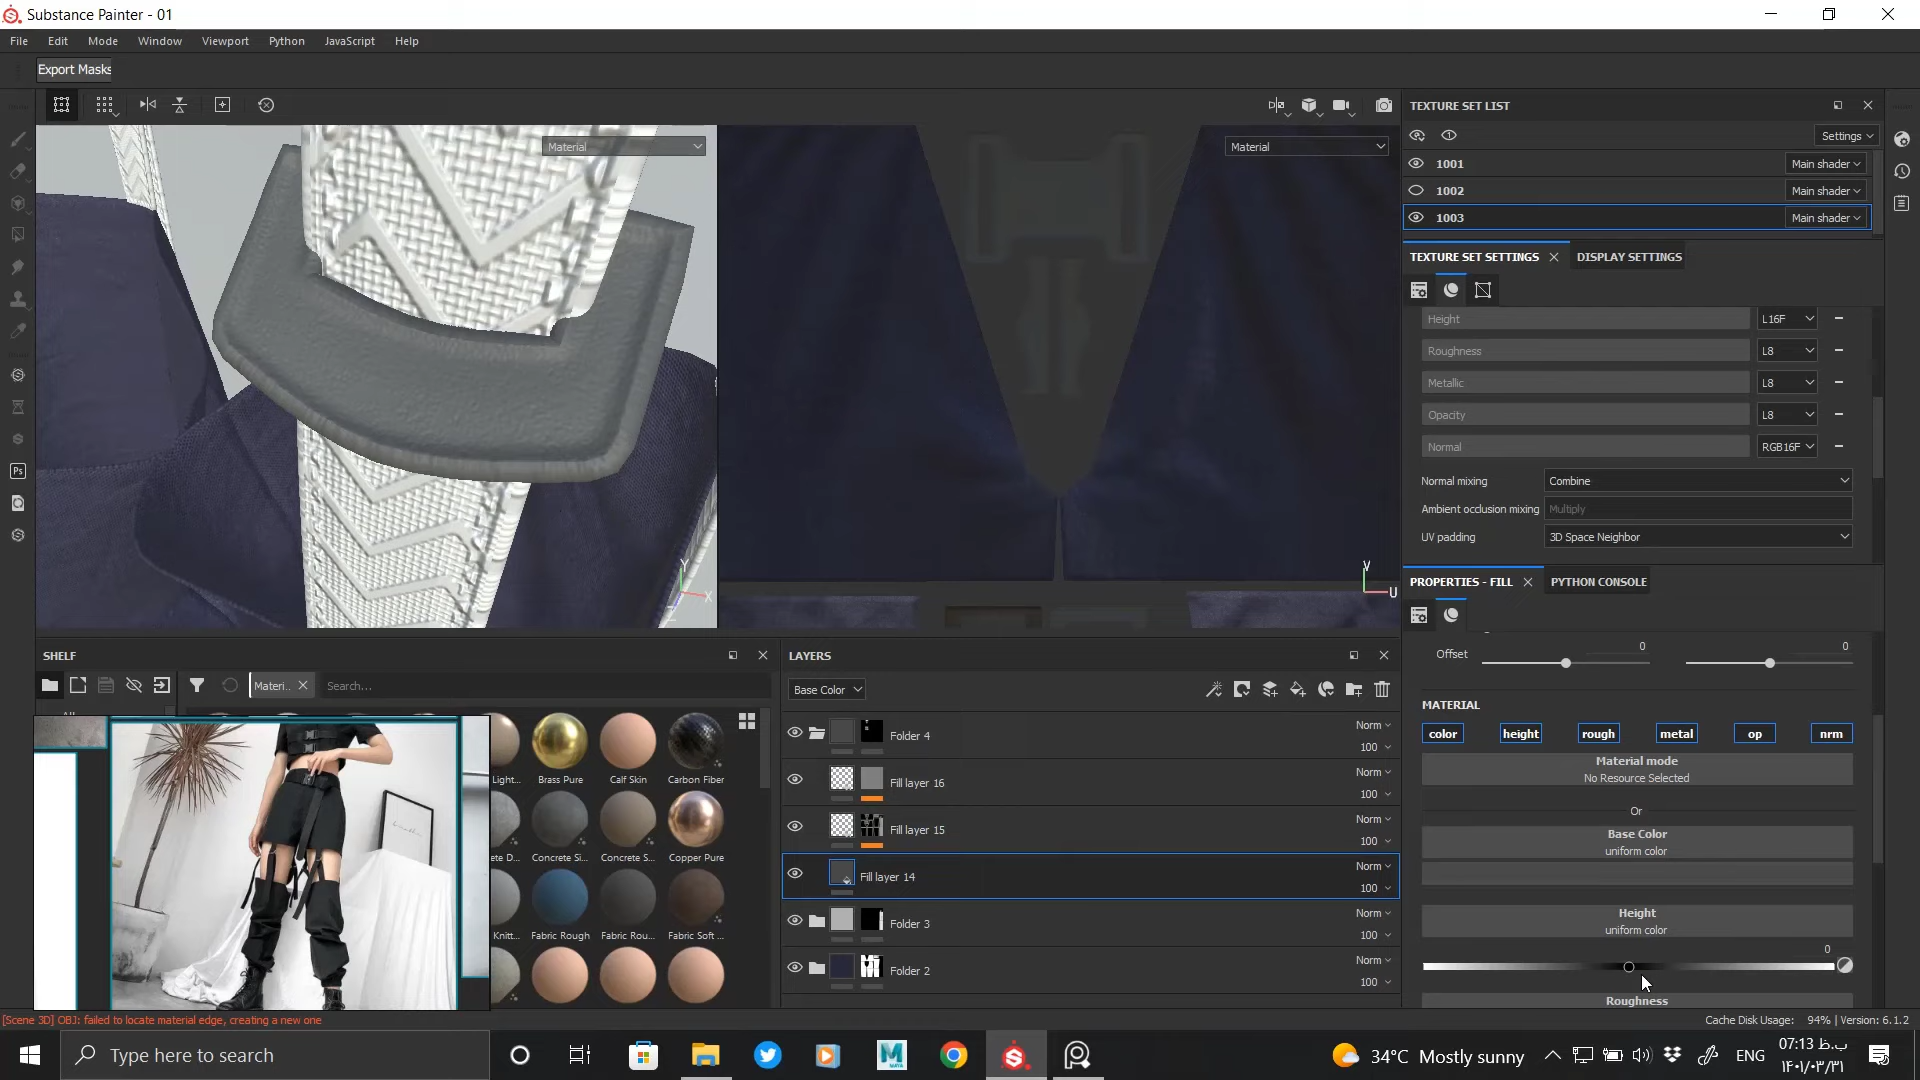 Substance Painter - 01
File Edit Mode Window Viewport Python JavaScript Help
Export Masks
Material
Material
TEXTURE SET LIST
Settings
1001 Main shader
1002 Main shader
1003 Main shader
TEXTURE SET SETTINGS
DISPLAY SETTINGS
Height L16F
Roughness L8
Metallic L8
Opacity L8
Normal RGB16F
Normal mixing Combine
Ambient occlusion mixing Multiply
UV padding 3D Space Neighbor
Y
X
V
U
PROPERTIES - FILL
PYTHON CONSOLE
Offset 0 0
MATERIAL
color height rough metal op nrm
Material mode
No Resource Selected
Or
Base Color
uniform color
Height
uniform color
0
Roughness
SHELF
Materi..
Search...
Light... Brass Pure Calf Skin Carbon Fiber
Concrete Si... Concrete S... Copper Pure
Knitt... Fabric Rough Fabric Rou... Fabric Soft ...
LAYERS
Base Color
Folder 4 Norm 100
Fill layer 16 Norm 100
Fill layer 15 Norm 100
Fill layer 14 Norm 100
Folder 3 Norm 100
Folder 2 Norm 100
[Scene 3D] OBJ: failed to locate material edge, creating a new one
Cache Disk Usage: 94% | Version: 6.1.2
Type here to search
Ps
34°C Mostly sunny
ENG
07:13 ب.ظ
۱۴۰۱/۰۳/۳۱